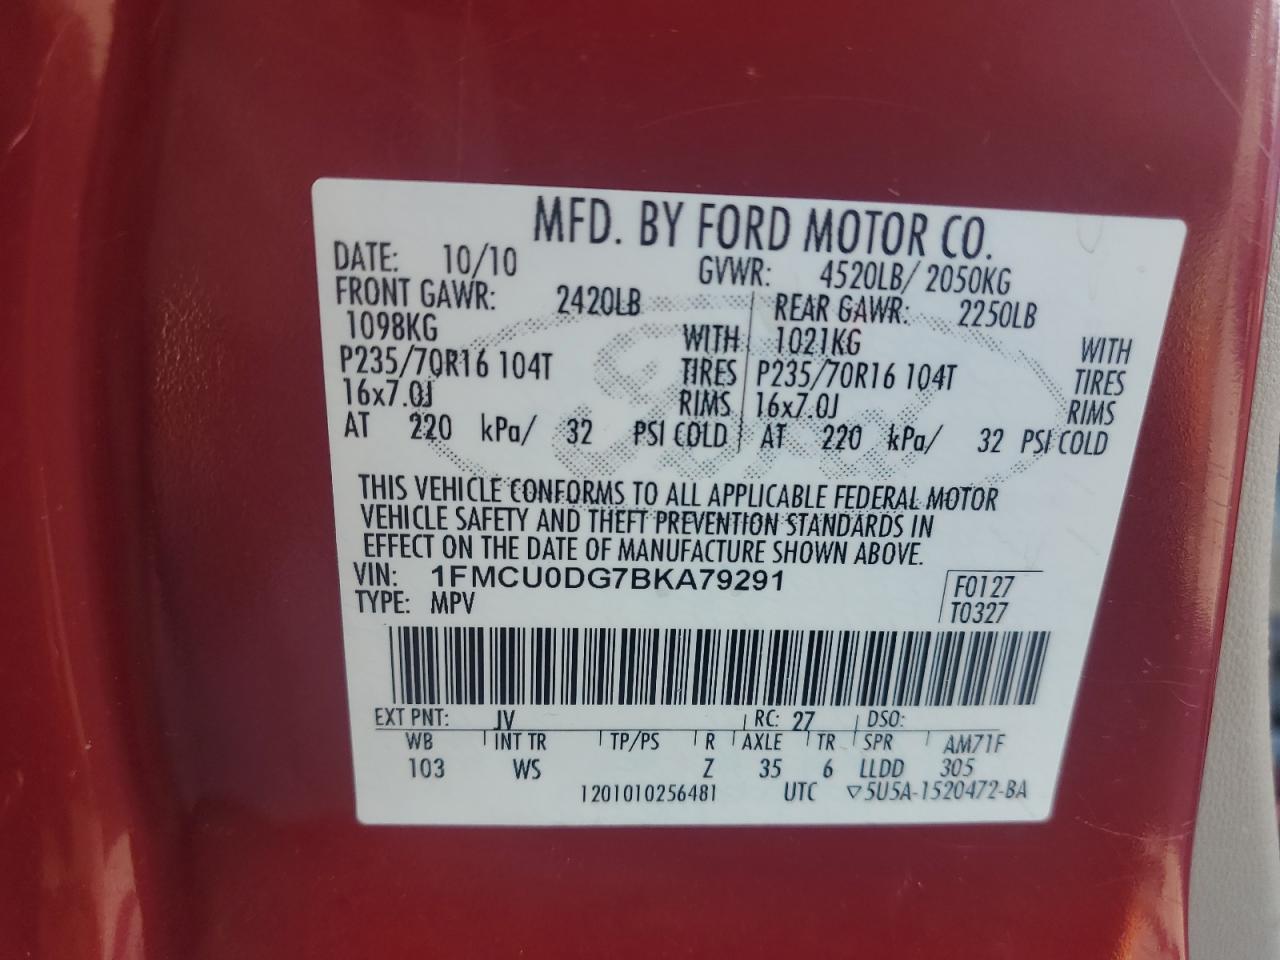 MFD. BY FORD MOTOR CO.
DATE: 10/10 GVWR: 4520LB/ 2050KG
FRONT GAWR: 2420LB REAR GAWR: 2250LB
1098KG WITH 1021KG WITH
P235/70R16 104T TIRES P235/70R16 104T TIRES
16x7.0J RIMS 16x7.0J RIMS
AT 220 kPa/ 32 PSI COLD AT 220 kPa/ 32 PSI COLD
Ford
THIS VEHICLE CONFORMS TO ALL APPLICABLE FEDERAL MOTOR
VEHICLE SAFETY AND THEFT PREVENTION STANDARDS IN
EFFECT ON THE DATE OF MANUFACTURE SHOWN ABOVE.
VIN: 1FMCU0DG7BKA79291 F0127
TYPE: MPV T0327
EXT PNT: JV RC: 27 DSO:
WB INT TR TP/PS R AXLE TR SPR AM71F
103 WS Z 35 6 LLDD 305
1201010256481 UTC ▽5U5A-1520472-BA